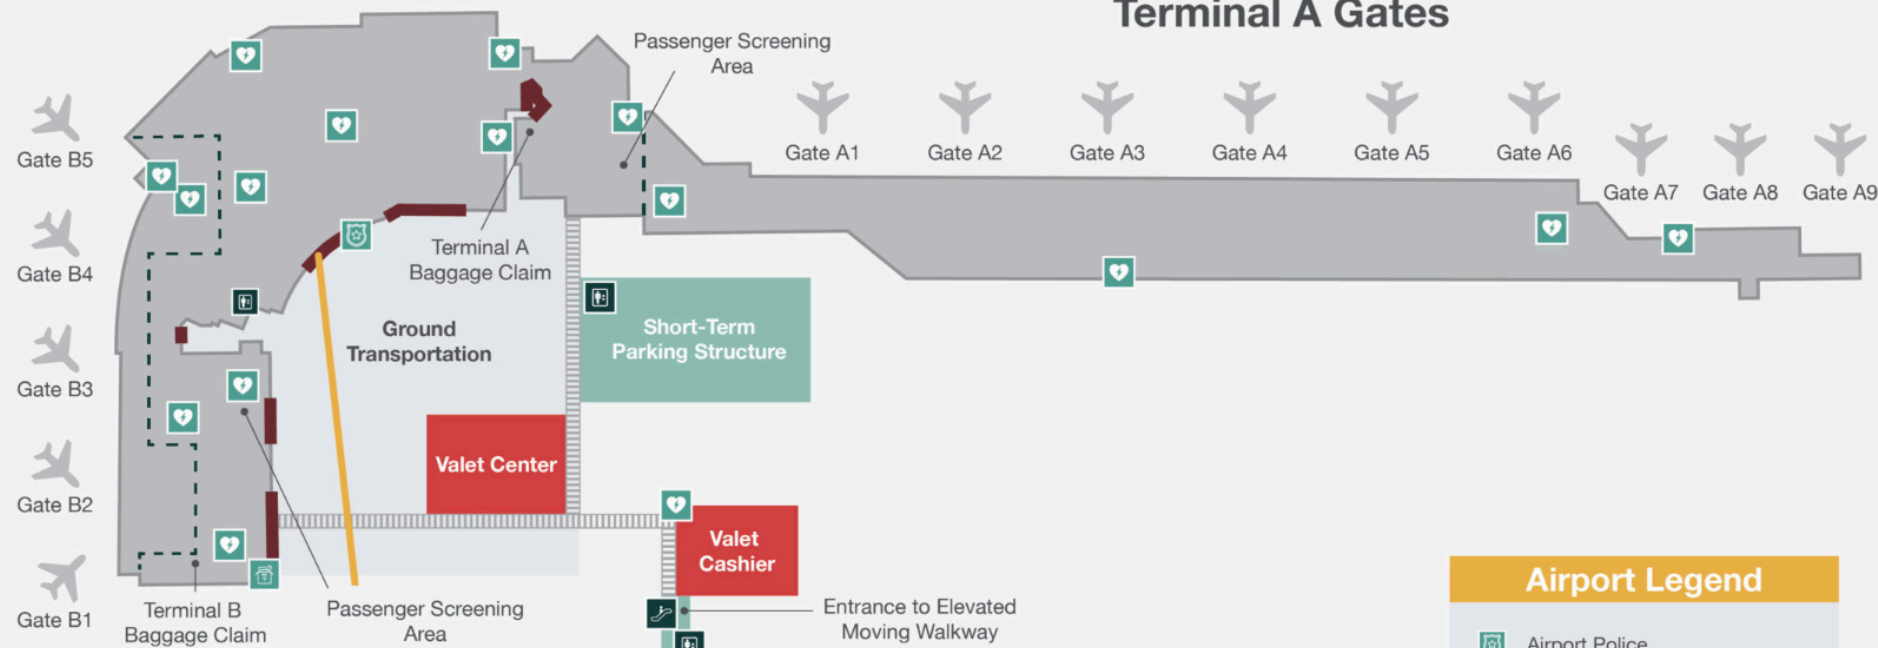 Terminal A Gates
Passenger Screening
Area
Gate B5
Gate A1
Gate A2
Gate A3
Gate A4
Gate A5
Gate A6
Gate A7
Gate A8
Gate A9
Gate B4
Terminal A
Baggage Claim
Ground
Transportation
Short-Term
Parking Structure
Gate B3
Valet Center
Gate B2
Valet
Cashier
Airport Legend
Gate B1
Terminal B
Baggage Claim
Passenger Screening
Area
Entrance to Elevated
Moving Walkway
Airport Police